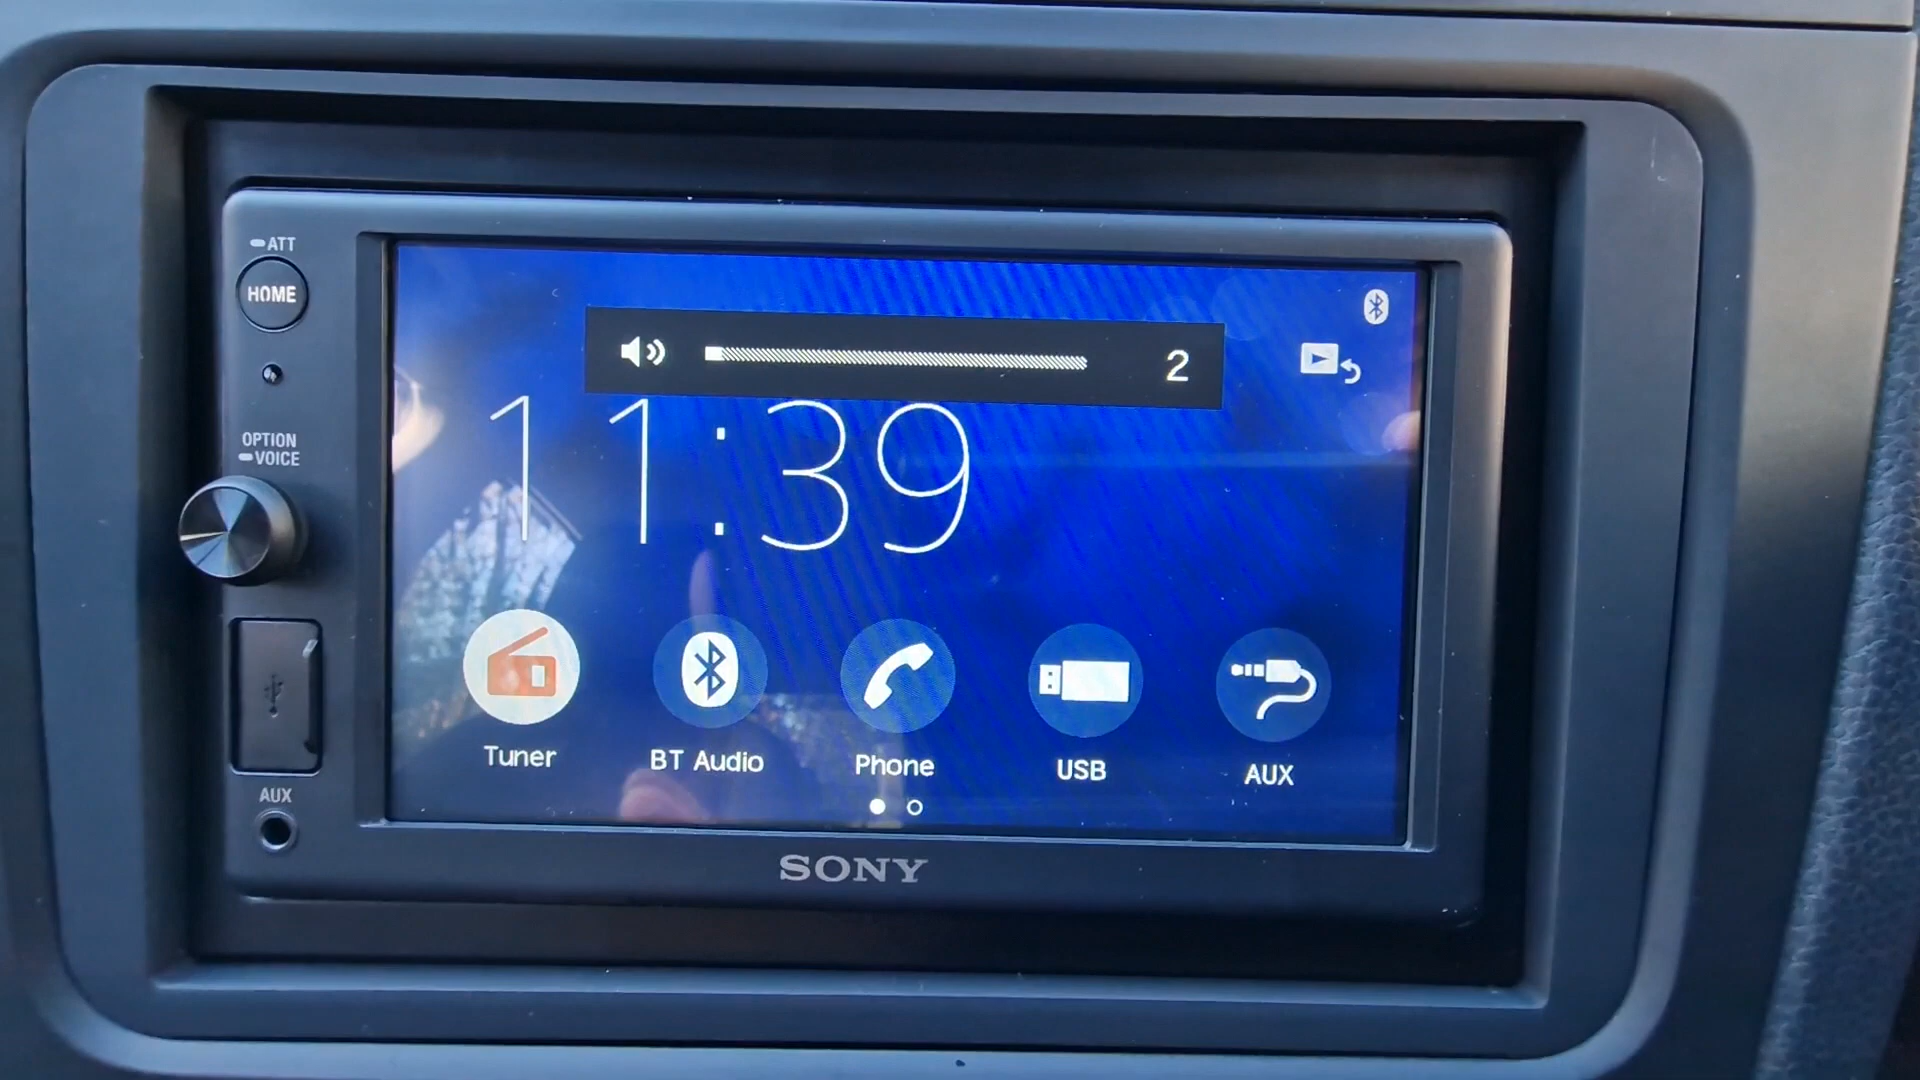 ATT
HOME
OPTION
VOICE
AUX
2
11:39
Tuner
BT Audio
Phone
USB
AUX
SONY